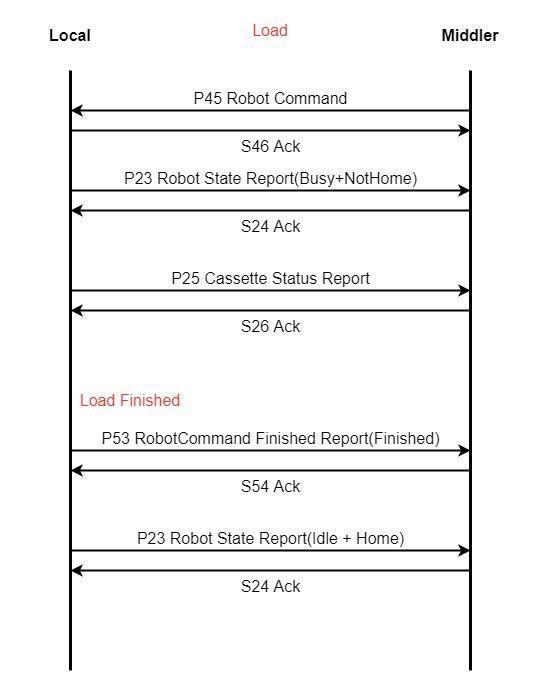 Local
Load
Middler
P45 Robot Command
S46 Ack
P23 Robot State Report(Busy+NotHome)
S24 Ack
P25 Cassette Status Report
S26 Ack
Load Finished
P53 RobotCommand Finished Report(Finished)
S54 Ack
P23 Robot State Report(Idle + Home)
S24 Ack